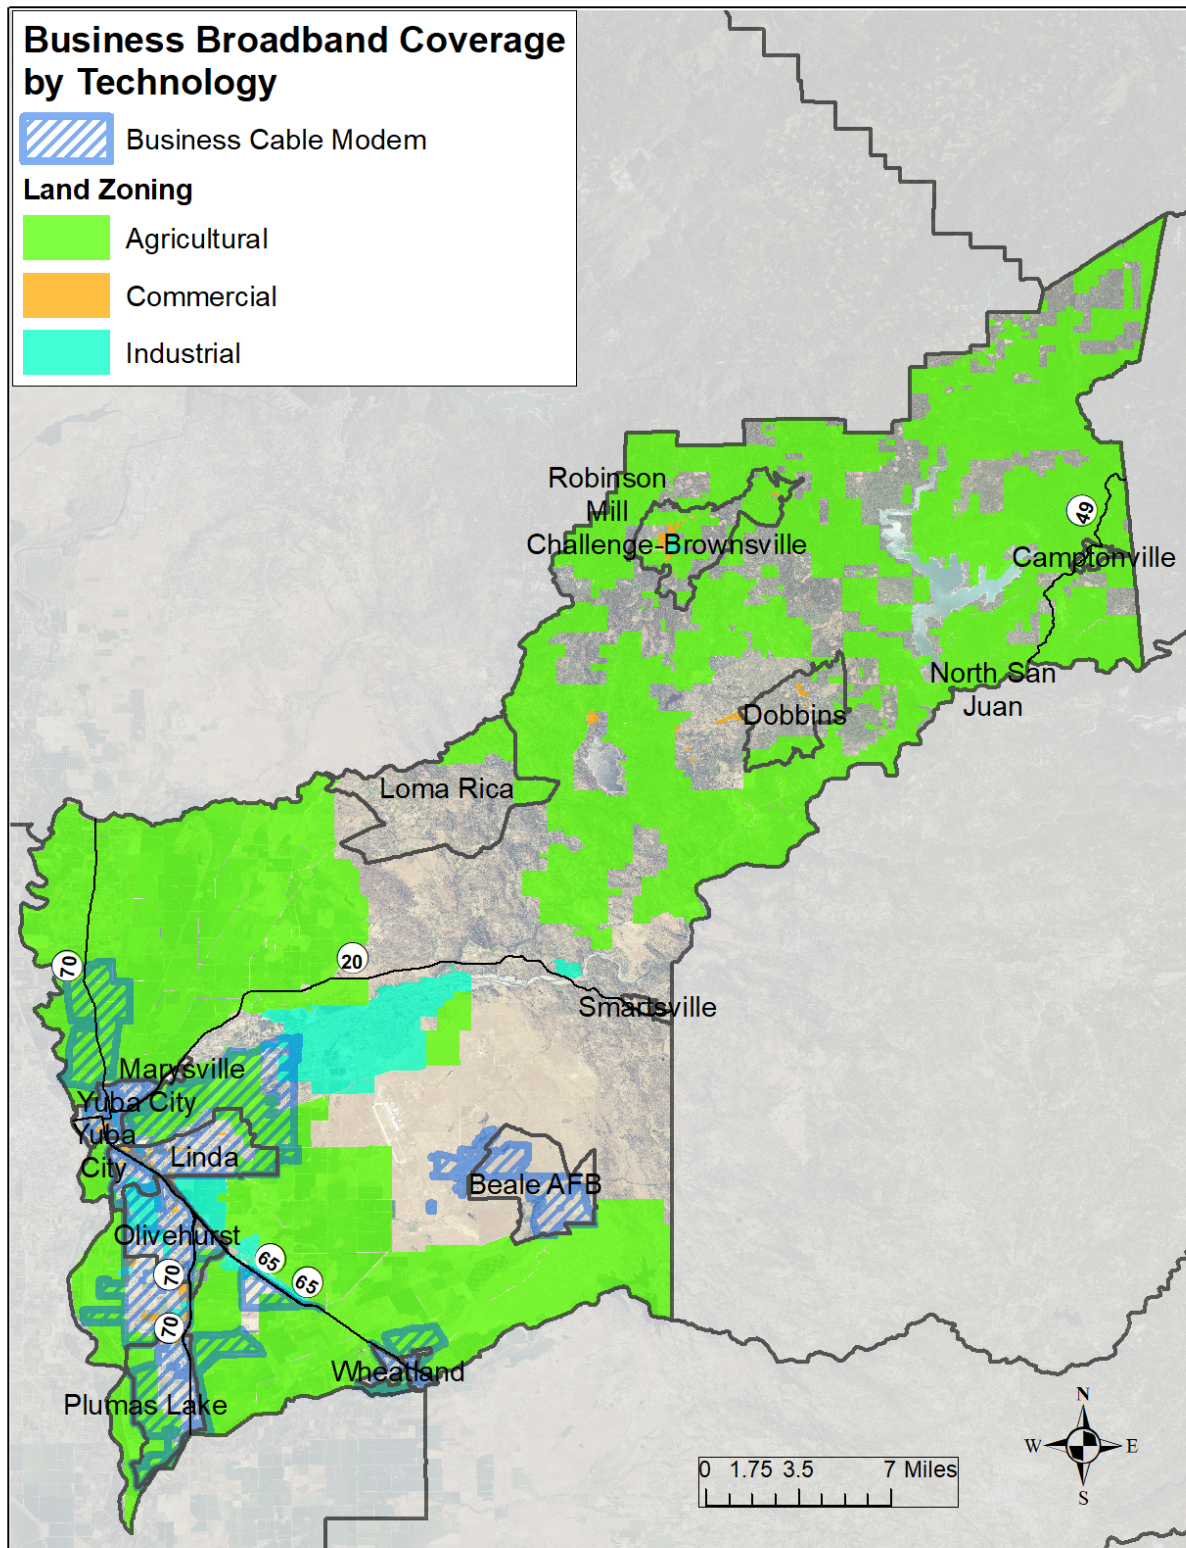 Business Broadband Coverage
by Technology
Business Cable Modem
Land Zoning
Agricultural
Commercial
Industrial
Robinson
Mill
Challenge-Brownsville
49
Camptonville
North San
Juan
Dobbins
Loma Rica
70
20
Smartsville
Marysville
Yuba City
Yuba
City
Linda
Beale AFB
Olivehurst
65
65
70
70
Wheatland
Plumas Lake
N
W
E
S
0 1.75 3.5 7 Miles